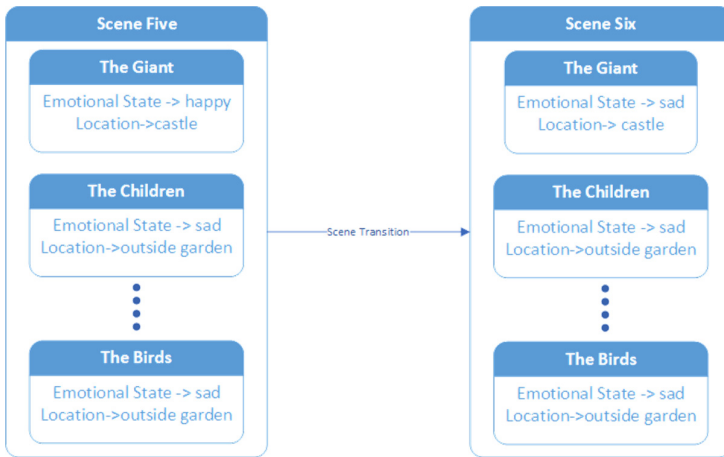 Scene Five
The Giant
Emotional State -> happy
Location->castle
The Children
Emotional State -> sad
Location->outside garden
The Birds
Emotional State -> sad
Location->outside garden
Scene Transition
Scene Six
The Giant
Emotional State -> sad
Location-> castle
The Children
Emotional State -> sad
Location->outside garden
The Birds
Emotional State -> sad
Location->outside garden